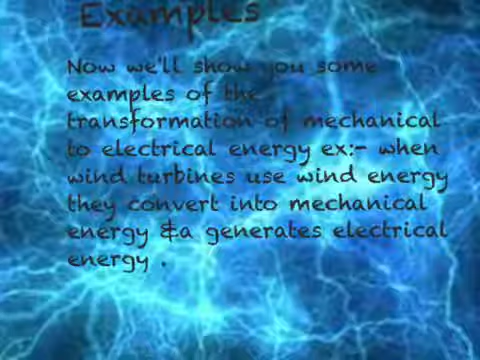 Examples
Now we'll show you some
examples of the
transformation of mechanical
to electrical energy ex:- when
wind turbines use wind energy
they convert into mechanical
energy &a generates electrical
energy .